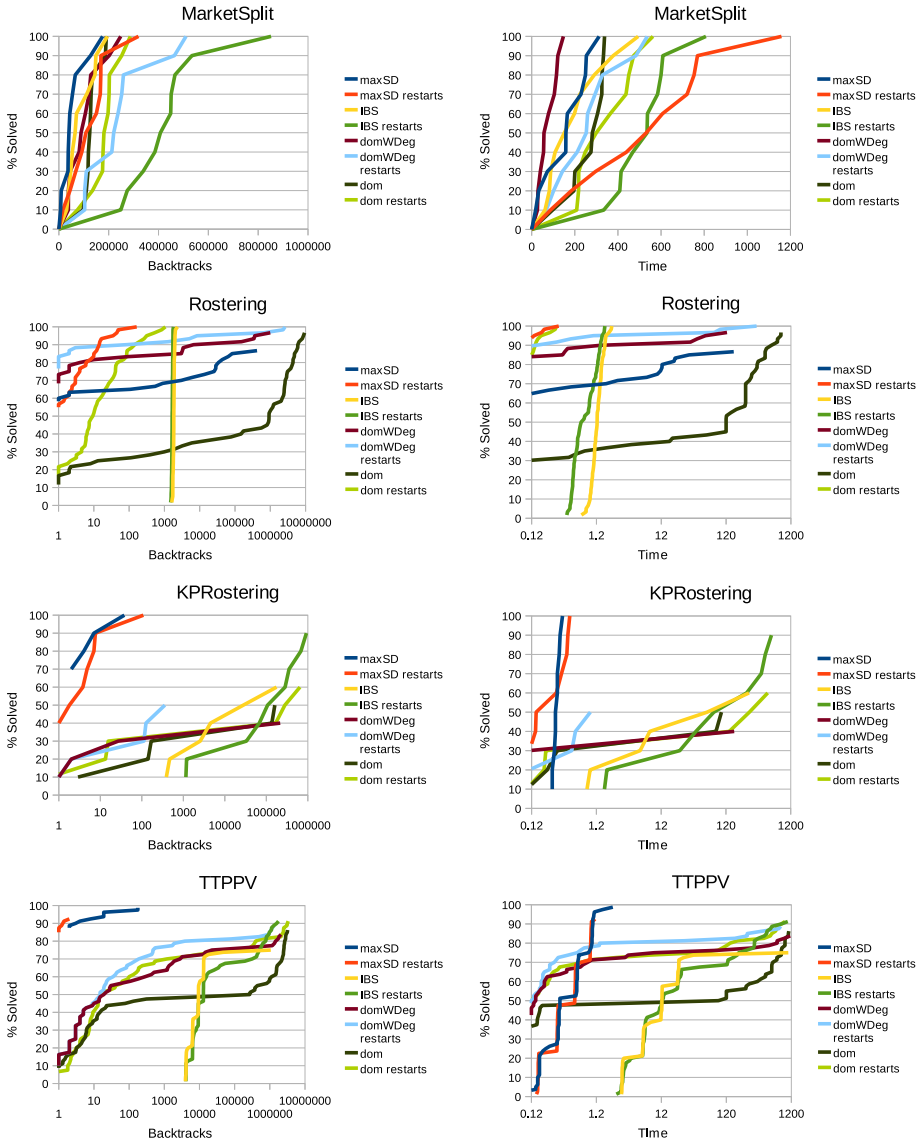 MarketSplit
100
90
80
70
60
50
40
30
20
10
0
% Solved
0
200000
400000
600000
800000
1000000
Backtracks
maxSD
maxSD restarts
IBS
IBS restarts
domWDeg
domWDeg
restarts
dom
dom restarts
MarketSplit
100
90
80
70
60
50
40
30
20
10
0
% Solved
0
200
400
600
800
1000
1200
Time
maxSD
maxSD restarts
IBS
IBS restarts
domWDeg
domWDeg
restarts
dom
dom restarts
Rostering
100
90
80
70
60
50
40
30
20
10
0
% Solved
1
10
100
1000
10000
100000
1000000
10000000
Backtracks
maxSD
maxSD restarts
IBS
IBS restarts
domWDeg
domWDeg
restarts
dom
dom restarts
Rostering
100
90
80
70
60
50
40
30
20
10
0
% Solved
0.12
1.2
12
120
1200
Time
maxSD
maxSD restarts
IBS
IBS restarts
domWDeg
domWDeg
restarts
dom
dom restarts
KPRostering
100
90
80
70
60
50
40
30
20
10
0
% Solved
1
10
100
1000
10000
100000
1000000
Backtracks
maxSD
maxSD restarts
IBS
IBS restarts
domWDeg
domWDeg
restarts
dom
dom restarts
KPRostering
100
90
80
70
60
50
40
30
20
10
0
% Solved
0.12
1.2
12
120
1200
TIme
maxSD
maxSD restarts
IBS
IBS restarts
domWDeg
domWDeg
restarts
dom
dom restarts
TTPPV
100
90
80
70
60
50
40
30
20
10
0
% Solved
1
10
100
1000
10000
100000
1000000
10000000
Backtracks
maxSD
maxSD restarts
IBS
IBS restarts
domWDeg
domWDeg
restarts
dom
dom restarts
TTPPV
100
90
80
70
60
50
40
30
20
10
0
% Solved
0.12
1.2
12
120
1200
TIme
maxSD
maxSD restarts
IBS
IBS restarts
domWDeg
domWDeg
restarts
dom
dom restarts